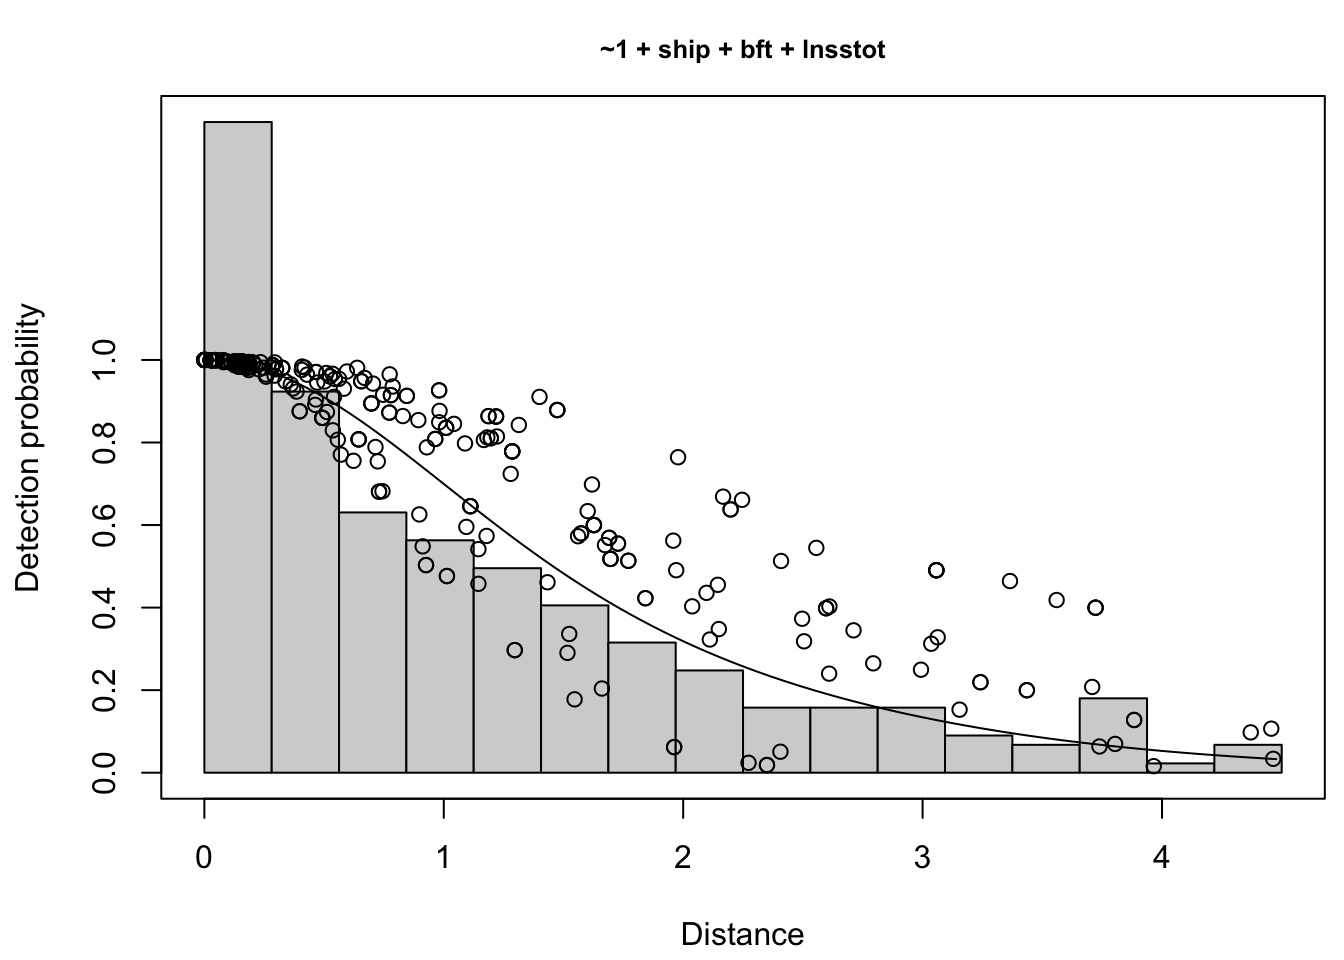 ~1 + ship + bft + lnsstot
Detection probability
1.0
0.8
0.6
0.4
0.2
0.0
0 1 2 3 4
Distance